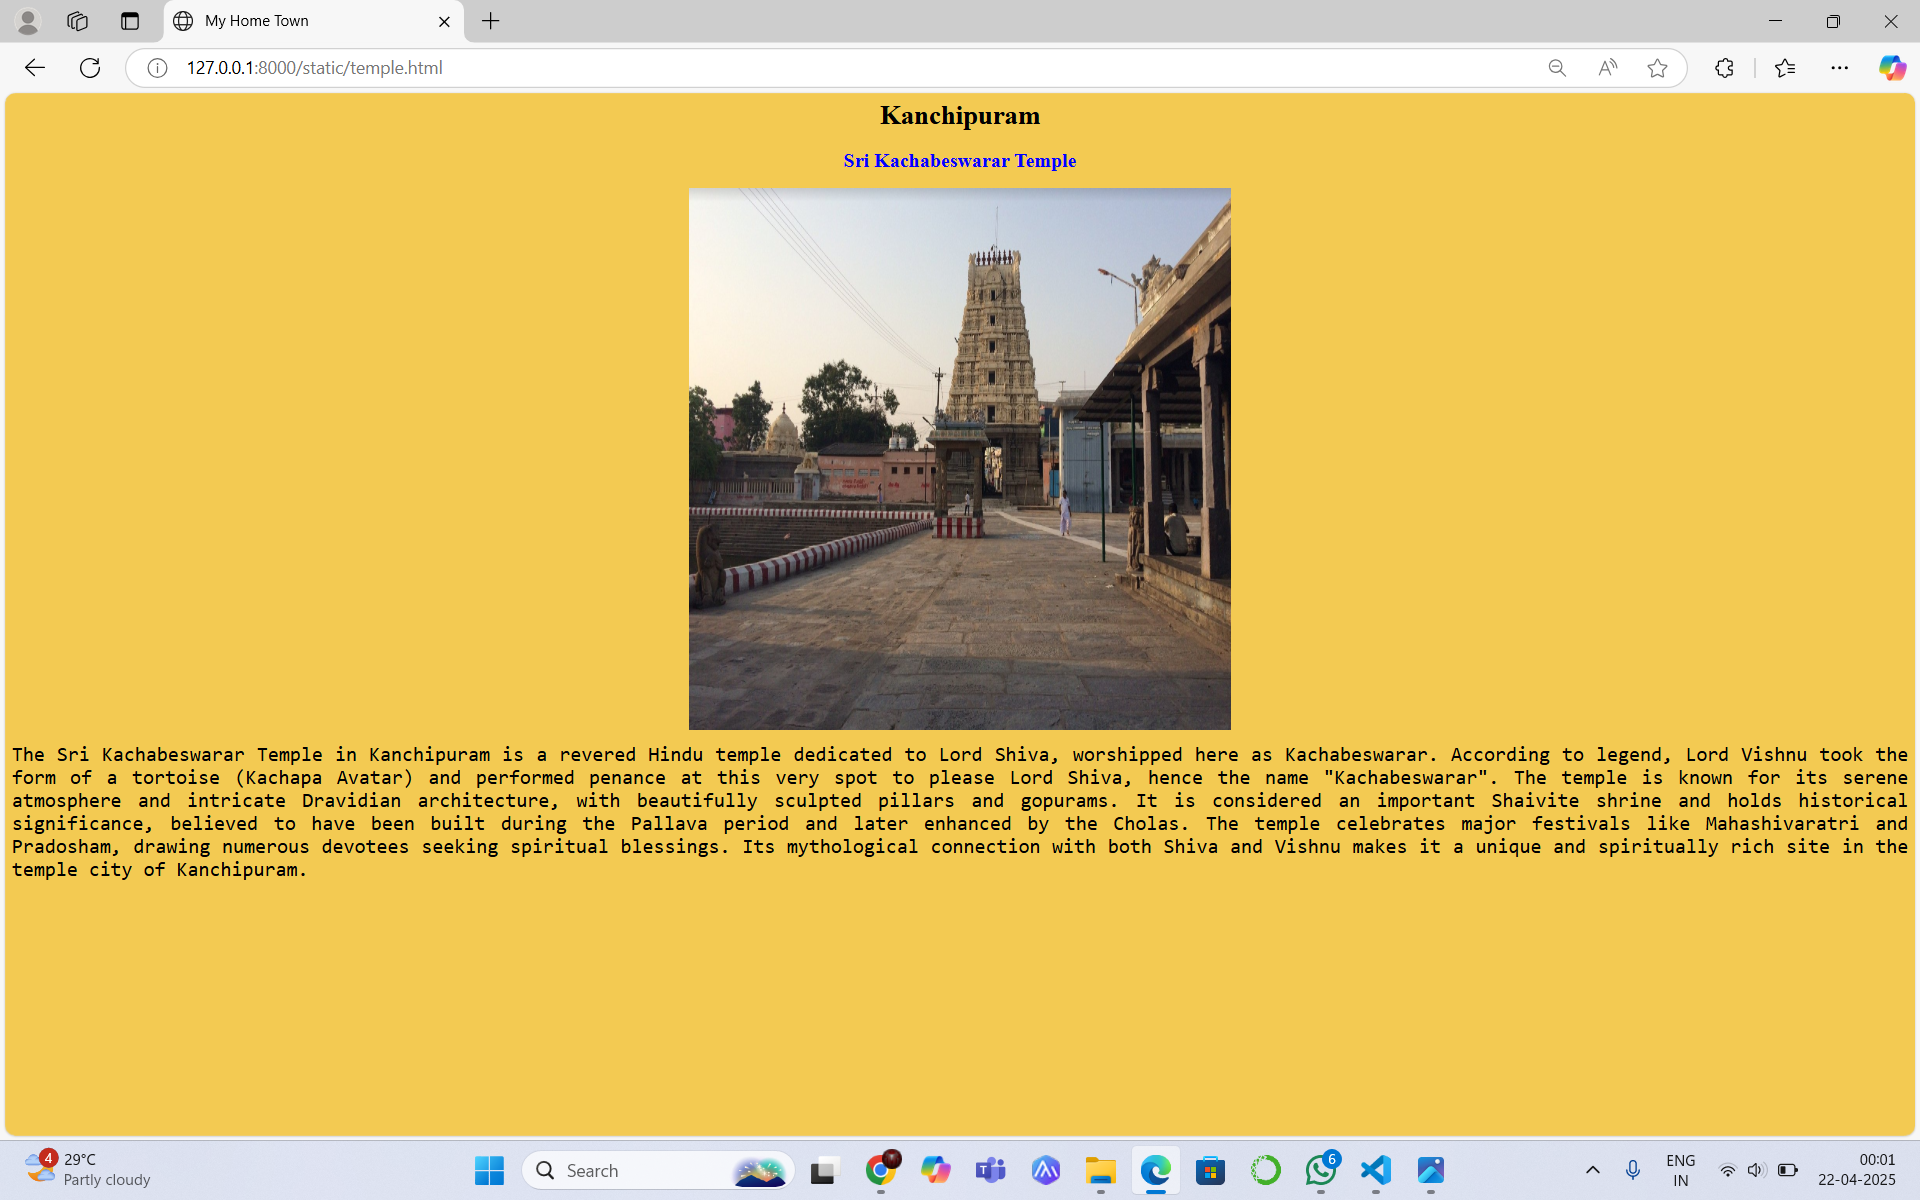 My Home Town
127.0.0.1:8000/static/temple.html
Kanchipuram
Sri Kachabeswarar Temple
The Sri Kachabeswarar Temple in Kanchipuram is a revered Hindu temple dedicated to Lord Shiva, worshipped here as Kachabeswarar. According to legend, Lord Vishnu took the
form of a tortoise (Kachapa Avatar) and performed penance at this very spot to please Lord Shiva, hence the name "Kachabeswarar". The temple is known for its serene
atmosphere and intricate Dravidian architecture, with beautifully sculpted pillars and gopurams. It is considered an important Shaivite shrine and holds historical
significance, believed to have been built during the Pallava period and later enhanced by the Cholas. The temple celebrates major festivals like Mahashivaratri and
Pradosham, drawing numerous devotees seeking spiritual blessings. Its mythological connection with both Shiva and Vishnu makes it a unique and spiritually rich site in the
temple city of Kanchipuram.
4
29°C
Partly cloudy
Search
6
ENG
IN
00:01
22-04-2025